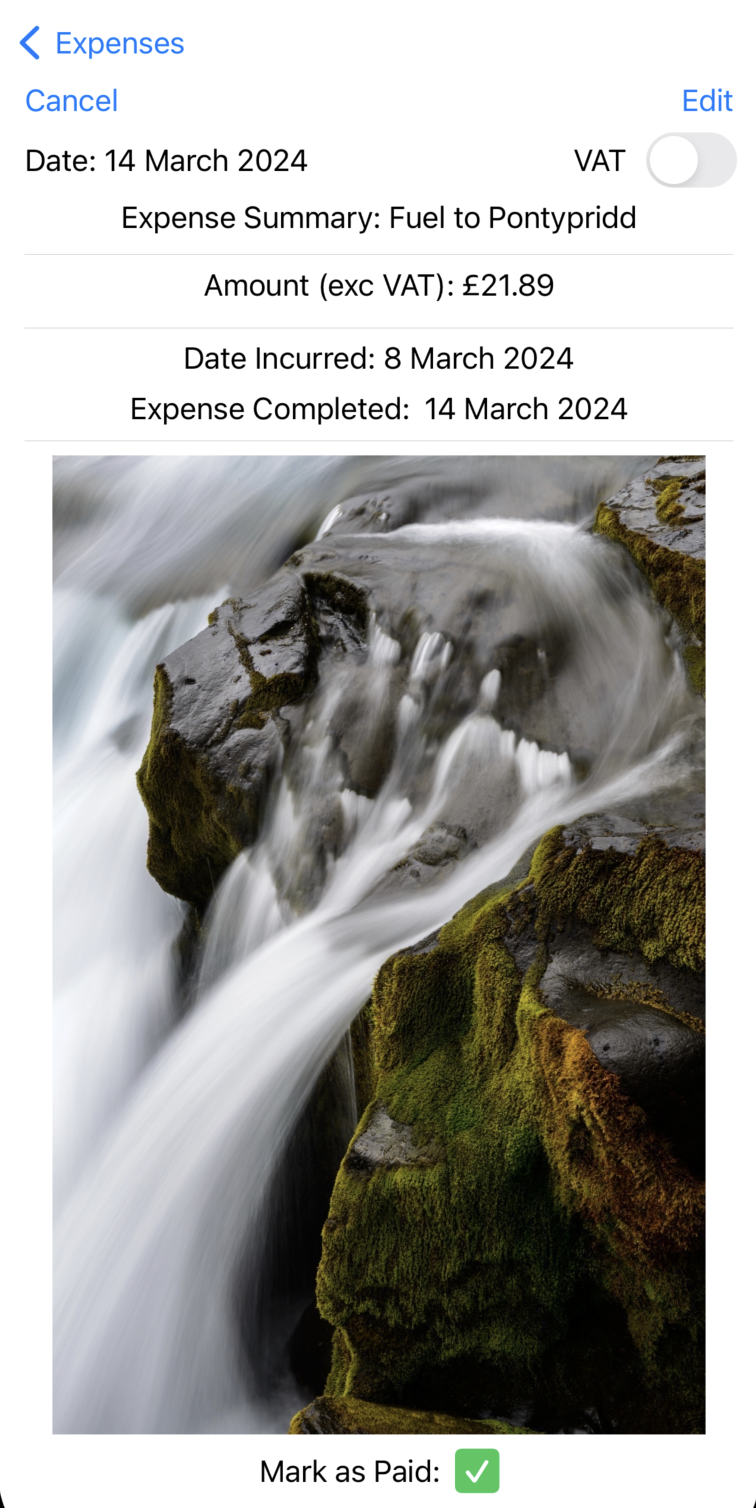 Expenses
Cancel Edit
Date: 14 March 2024 VAT
Expense Summary: Fuel to Pontypridd
Amount (exc VAT): £21.89
Date Incurred: 8 March 2024
Expense Completed: 14 March 2024
Mark as Paid: